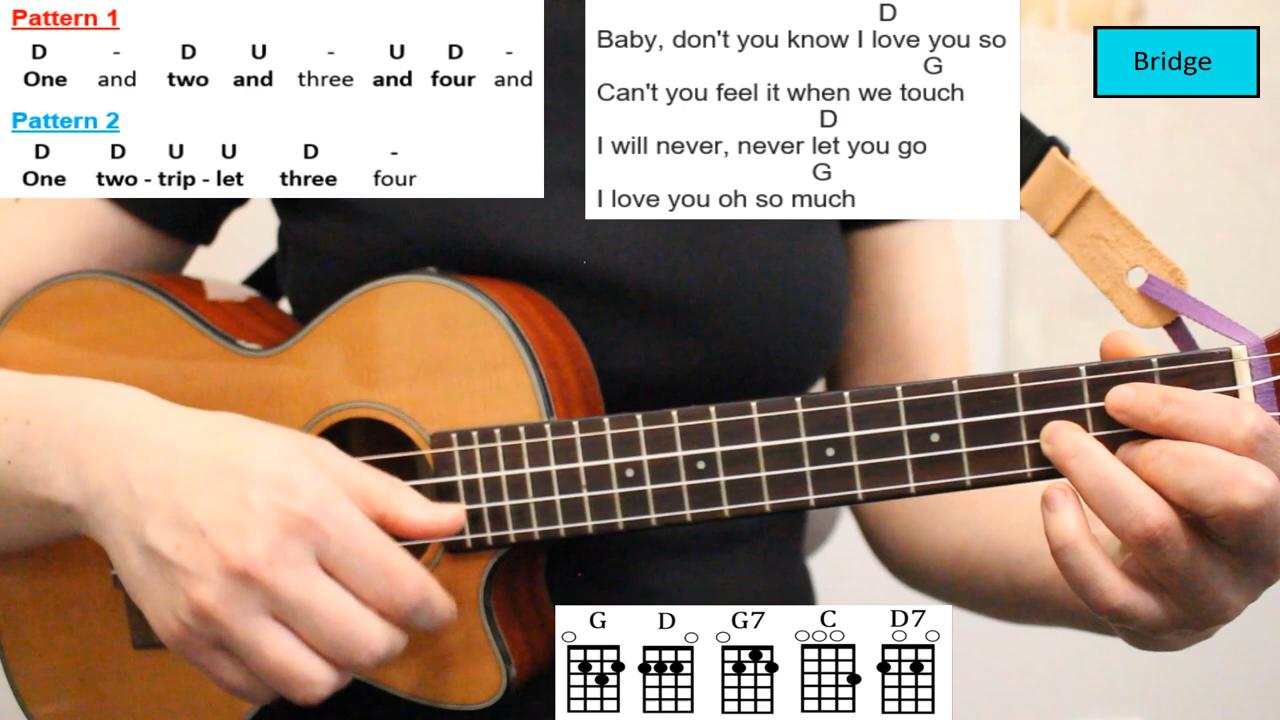 Pattern 1
D - D U - U D -
One and two and three and four and
Pattern 2
D D U U D -
One two - trip - let three four
D
Baby, don't you know I love you so
G
Can't you feel it when we touch
D
I will never, never let you go
G
I love you oh so much
Bridge
G D G7 C D7